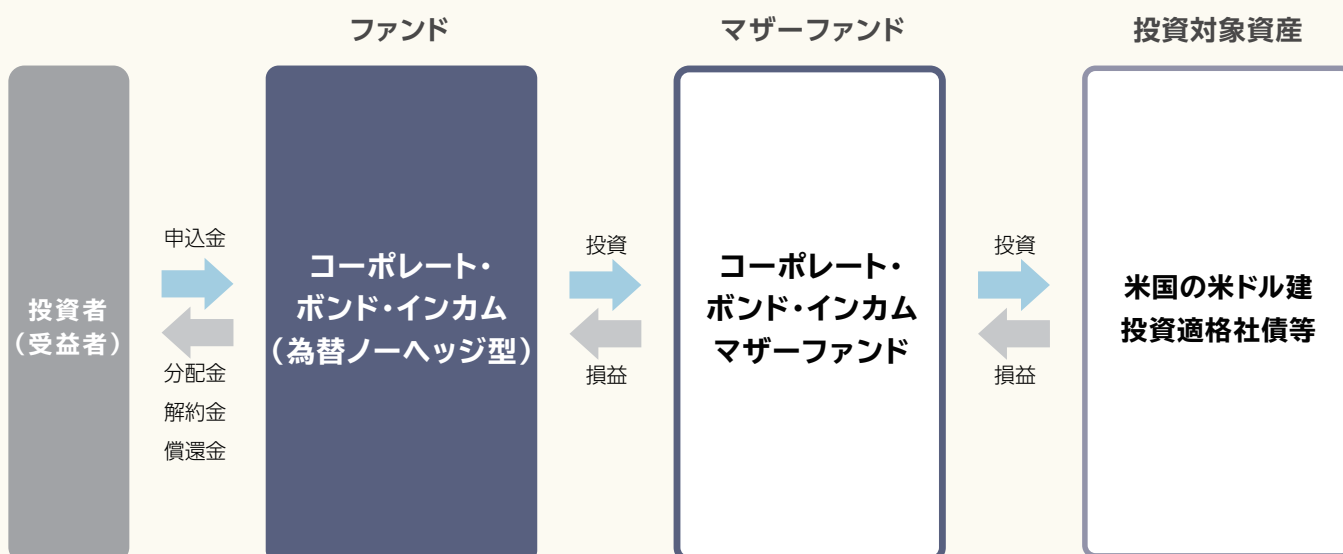 ファンド
マザーファンド
投資対象資産
投資者
（受益者）
申込金
分配金
解約金
償還金
コーポレート・
ボンド・インカム
（為替ノーヘッジ型）
投資
損益
コーポレート・
ボンド・インカム
マザーファンド
投資
損益
米国の米ドル建
投資適格社債等